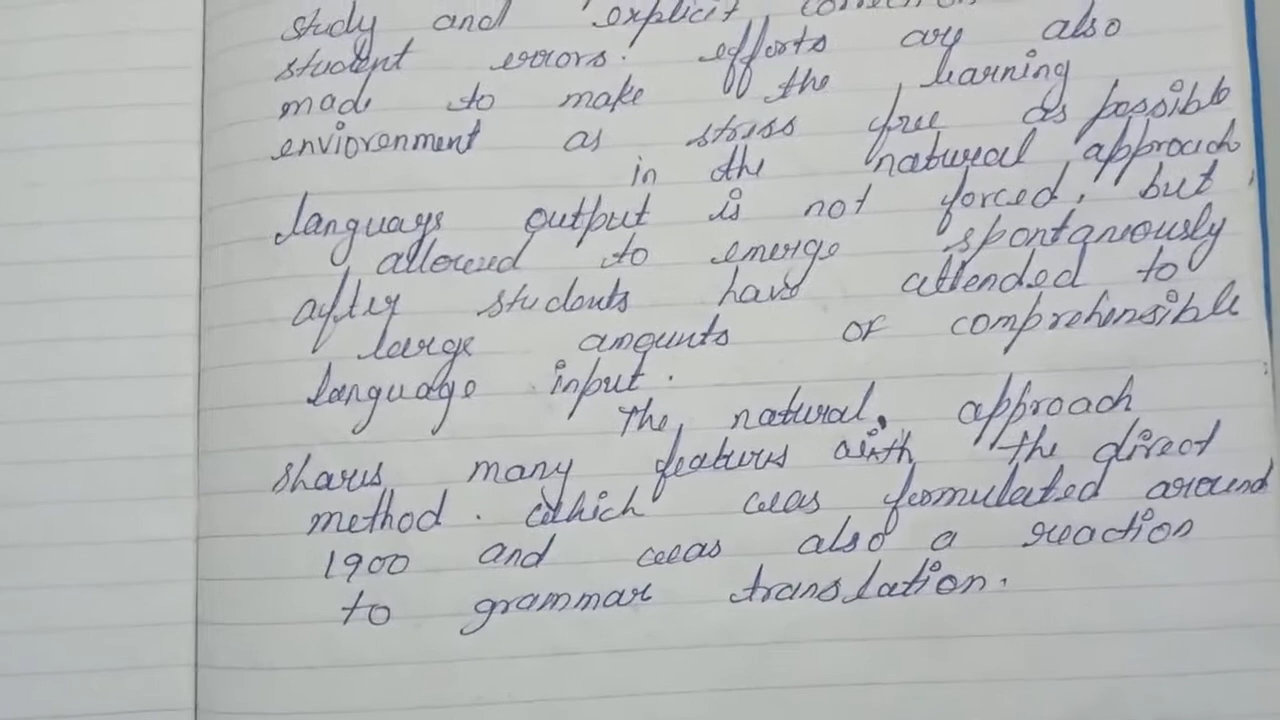 study and explicit
student errors. efforts are also
made to make the learning
enviorenment as stress free as possible
in the natural approach
language output is not forced, but
allowed to emerge spontaneously
after students have attended to
large amounts of comprehensible
language input.
The natural, approach
shares many features with the direct
method. Which was formulated around
1900 and was also a reaction
to grammar translation.